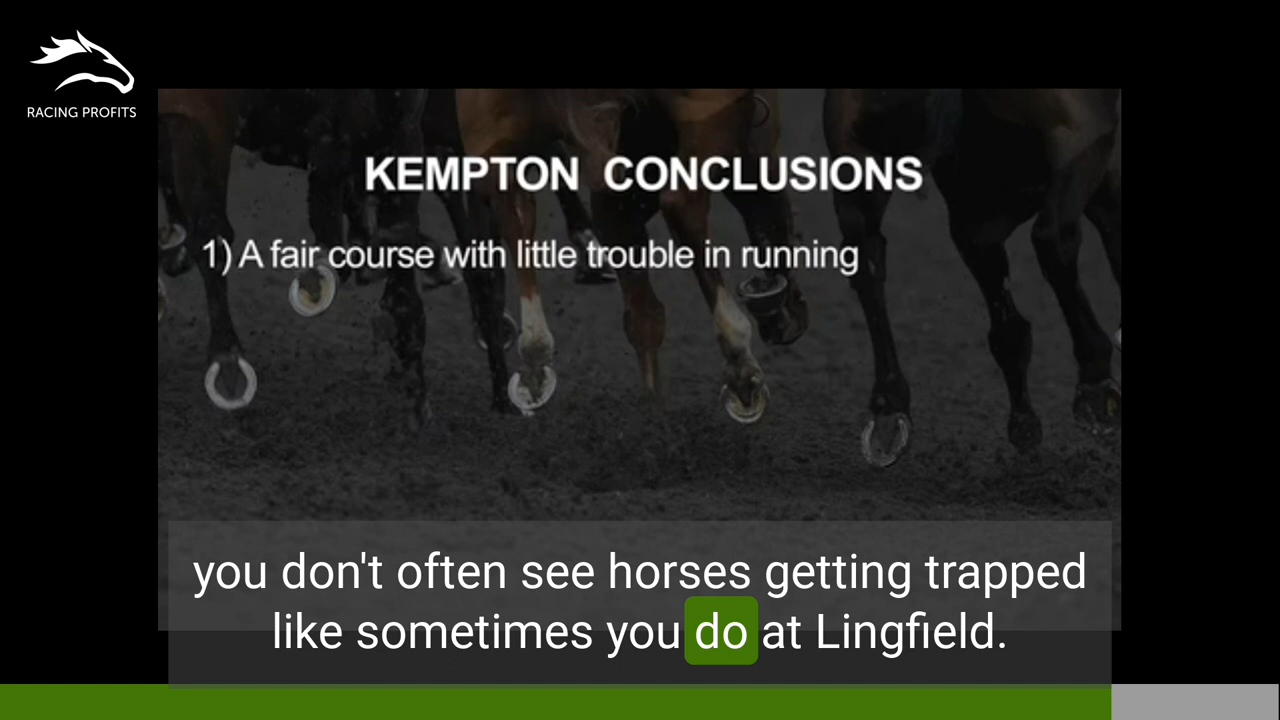 RACING PROFITS
KEMPTON CONCLUSIONS
1) A fair course with little trouble in running
you don't often see horses getting trapped
like sometimes you do at Lingfield.